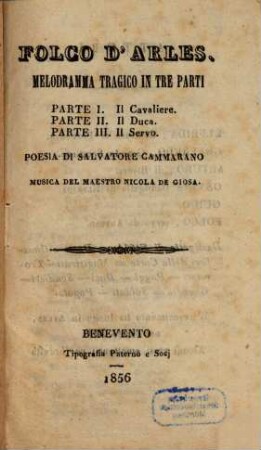 FOLCO D'ARLES.
MELODRAMMA TRAGICO IN TRE PARTI
PARTE I. Il Cavaliere.
PARTE II. Il Duca.
PARTE III. Il Servo.
POESIA DI SALVATORE CAMMARANO
MUSICA DEL MAESTRO NICOLA DE GIOSA.
BENEVENTO
Tipografia Paternò e Socj
1856